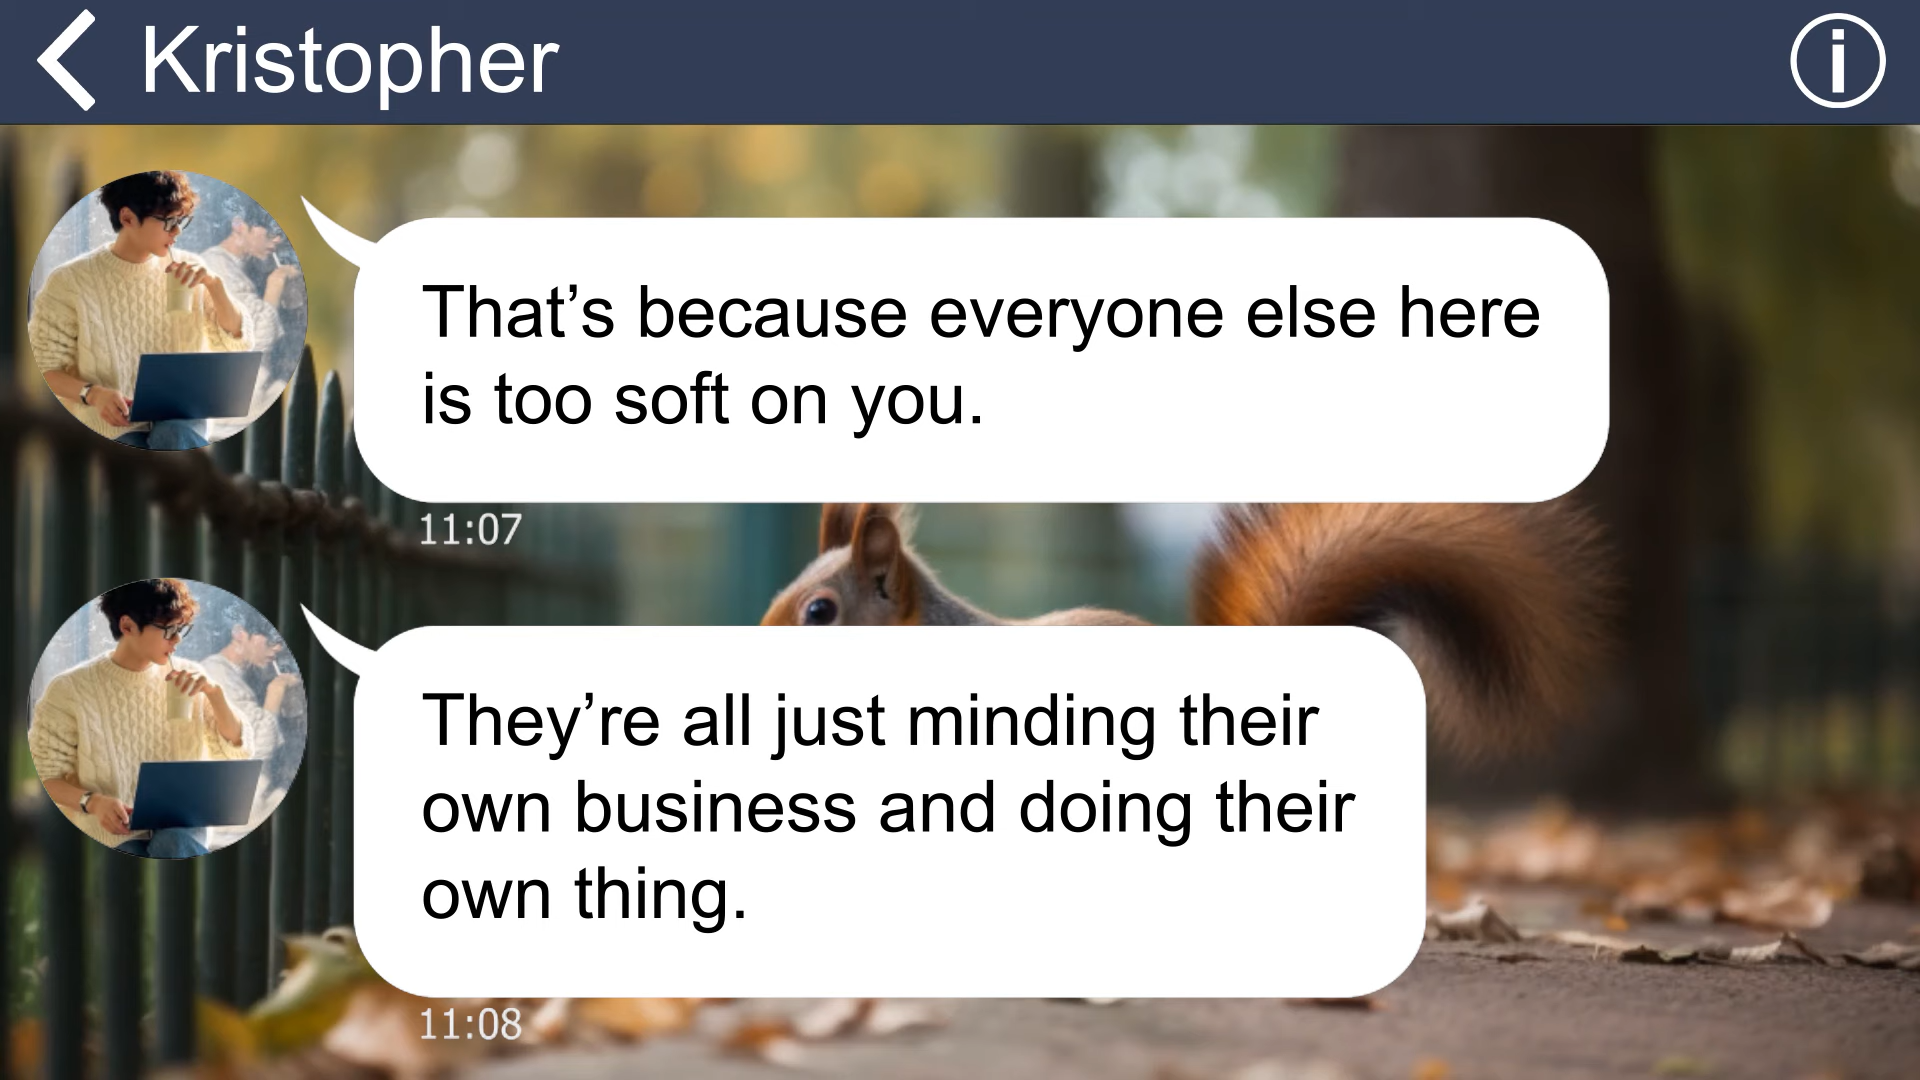 Kristopher
That’s because everyone else here
is too soft on you.
11:07
They’re all just minding their
own business and doing their
own thing.
11:08